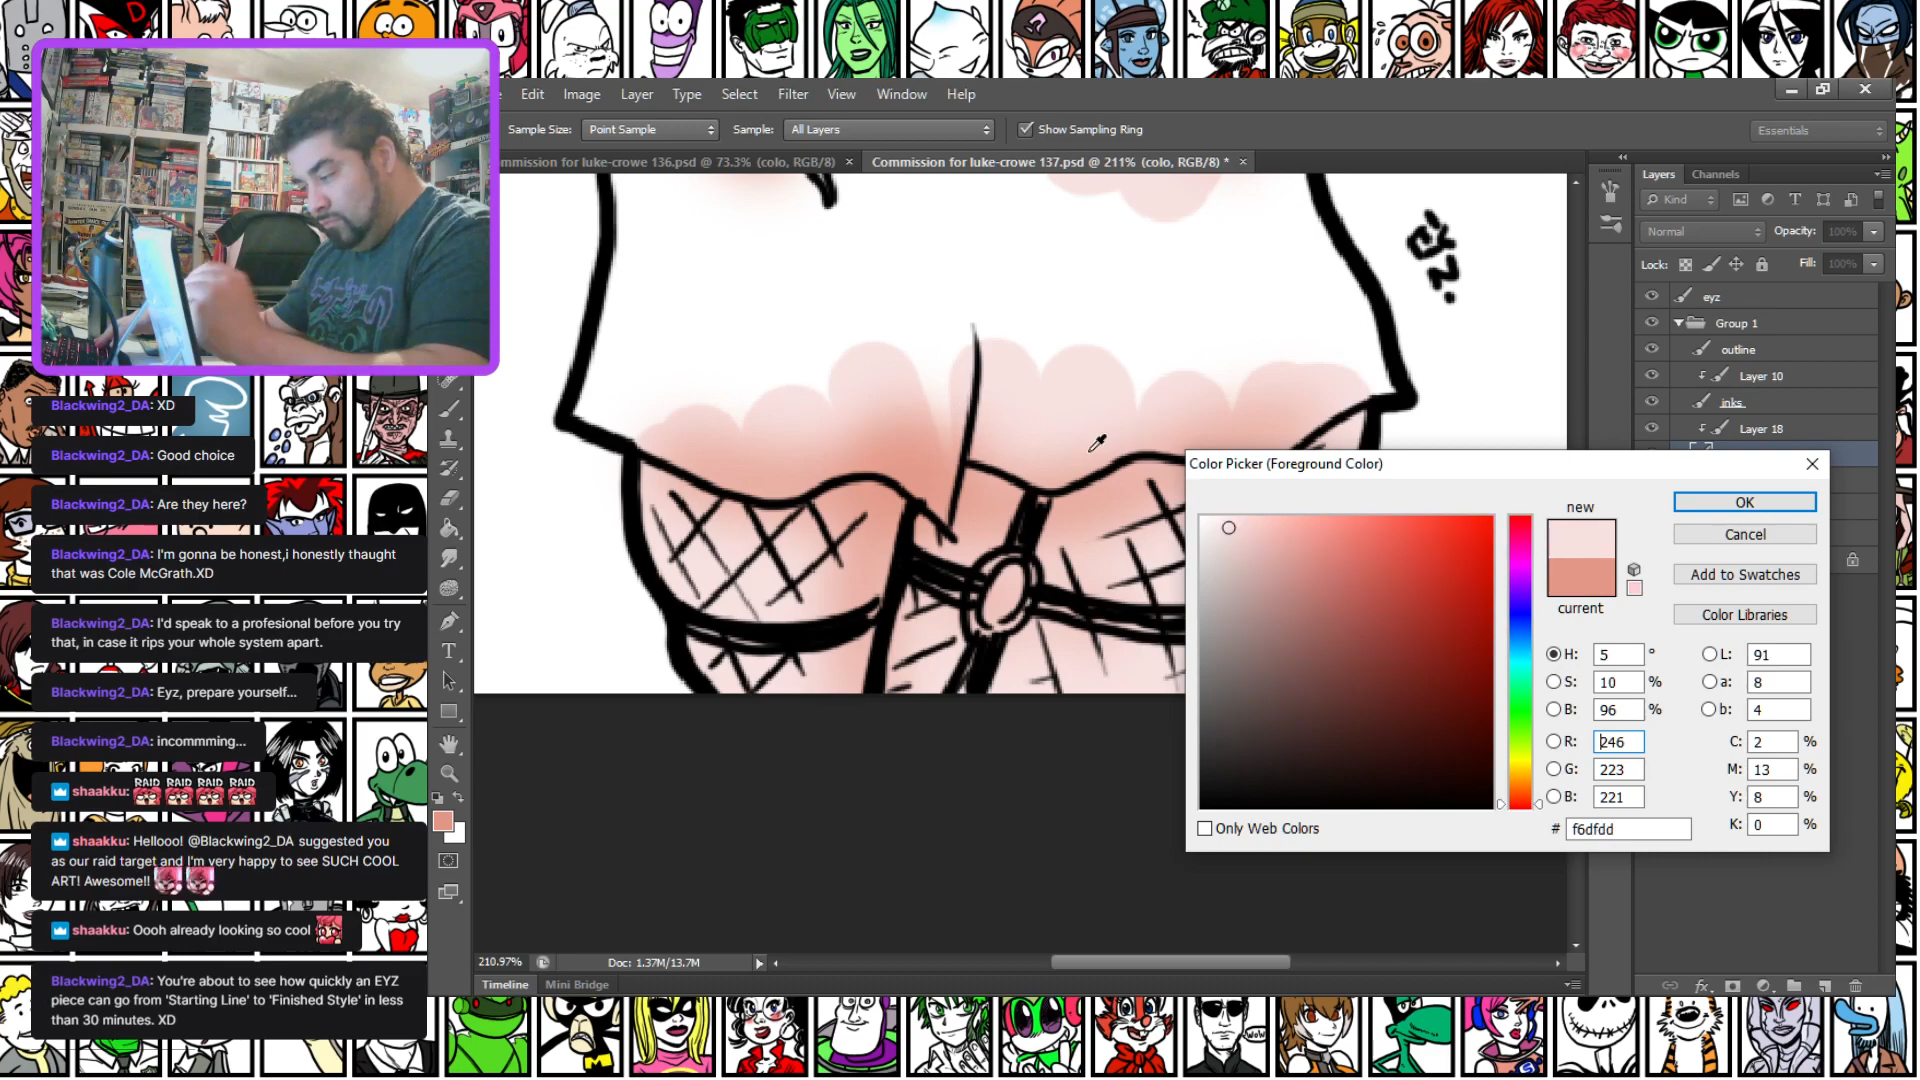 Edit Image Layer Type Select Filter View Window Help
Sample Size: Point Sample Sample: All Layers Show Sampling Ring Essentials
mmission for luke-crowe 136.psd @ 73.3% (colo, RGB/8) × Commission for luke-crowe 137.psd @ 211% (colo, RGB/8) * ×
Layers Channels
Kind
Normal Opacity: 100%
Lock: Fill: 100%
eyz
Group 1
outline
Layer 10
inks
Layer 18
EYZ.
Color Picker (Foreground Color)
new
current
OK
Cancel
Add to Swatches
Color Libraries
H: 5 ° L: 91
S: 10 % a: 8
B: 96 % b: 4
R: 246 C: 2 %
G: 223 M: 13 %
B: 221 Y: 8 %
# f6dfdd K: 0 %
Only Web Colors
210.97% Doc: 1.37M/13.7M
Timeline Mini Bridge
Blackwing2_DA: XD
Blackwing2_DA: Good choice
Blackwing2_DA: Are they here?
Blackwing2_DA: I'm gonna be honest,i honestly thaught
that was Cole McGrath.XD
Blackwing2_DA: I'd speak to a profesional before you try
that, in case it rips your whole system apart.
Blackwing2_DA: Eyz, prepare yourself...
Blackwing2_DA: incommming...
shaakku: RAID RAID RAID RAID
shaakku: Hellooo! @Blackwing2_DA suggested you
as our raid target and I'm very happy to see SUCH COOL
ART! Awesome!!
shaakku: Oooh already looking so cool
Blackwing2_DA: You're about to see how quickly an EYZ
piece can go from 'Starting Line' to 'Finished Style' in less
than 30 minutes. XD
WOW